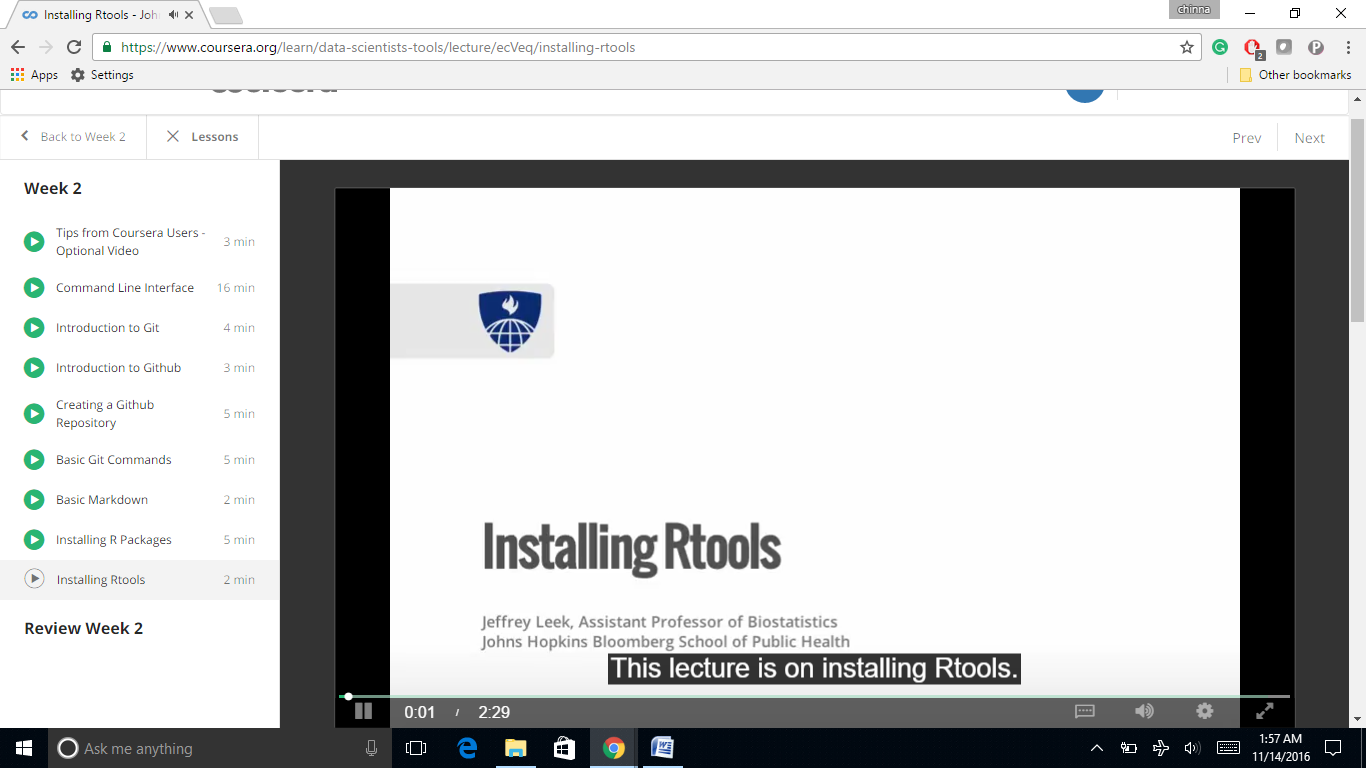 Installing Rtools - Joh
chinna
https://www.coursera.org/learn/data-scientists-tools/lecture/ecVeq/installing-rtools
2
Apps
Settings
Other bookmarks
Back to Week 2
Lessons
Prev
Next
Week 2
Tips from Coursera Users -
Optional Video
3 min
Command Line Interface
16 min
Introduction to Git
4 min
Introduction to Github
3 min
Creating a Github
Repository
5 min
Basic Git Commands
5 min
Basic Markdown
2 min
Installing R Packages
5 min
Installing Rtools
2 min
Review Week 2
Installing Rtools
Jeffrey Leek, Assistant Professor of Biostatistics
Johns Hopkins Bloomberg School of Public Health
This lecture is on installing Rtools.
0:01 / 2:29
Ask me anything
1:57 AM
11/14/2016